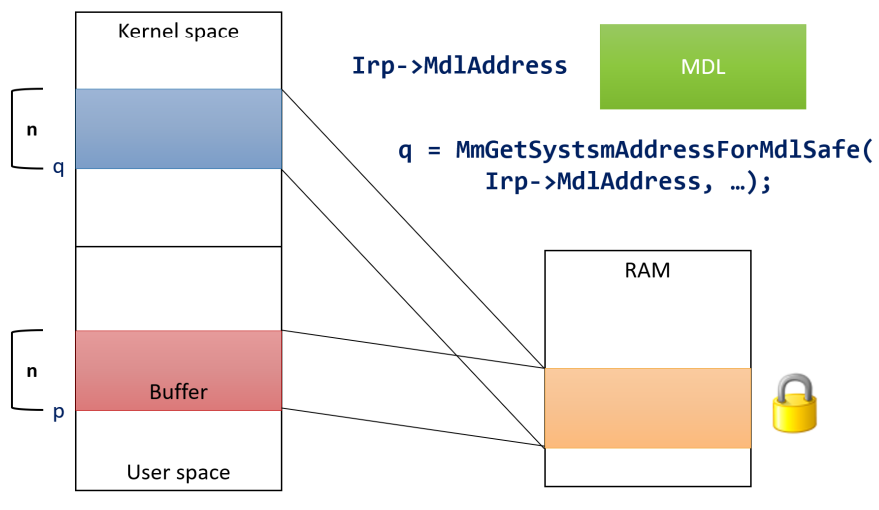 Kernel space
Irp->MdlAddress
MDL
n
q
q = MmGetSystsmAddressForMdlSafe(
Irp->MdlAddress, …);
RAM
n
Buffer
p
User space